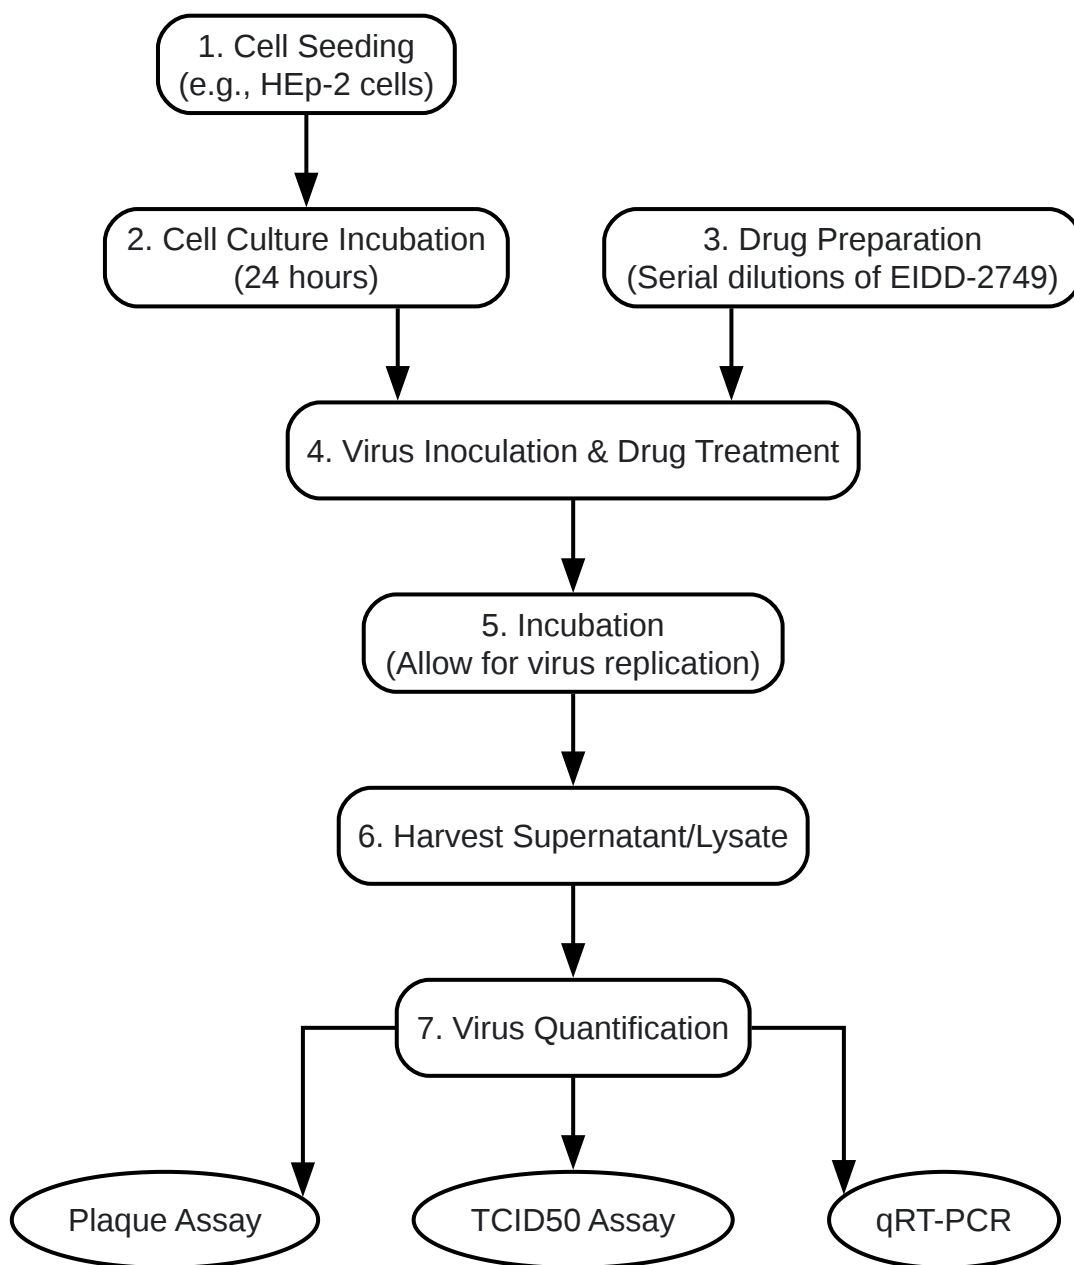 1. Cell Seeding
(e.g., HEp-2 cells)
2. Cell Culture Incubation
(24 hours)
3. Drug Preparation
(Serial dilutions of EIDD-2749)
4. Virus Inoculation & Drug Treatment
5. Incubation
(Allow for virus replication)
6. Harvest Supernatant/Lysate
7. Virus Quantification
Plaque Assay
TCID50 Assay
qRT-PCR